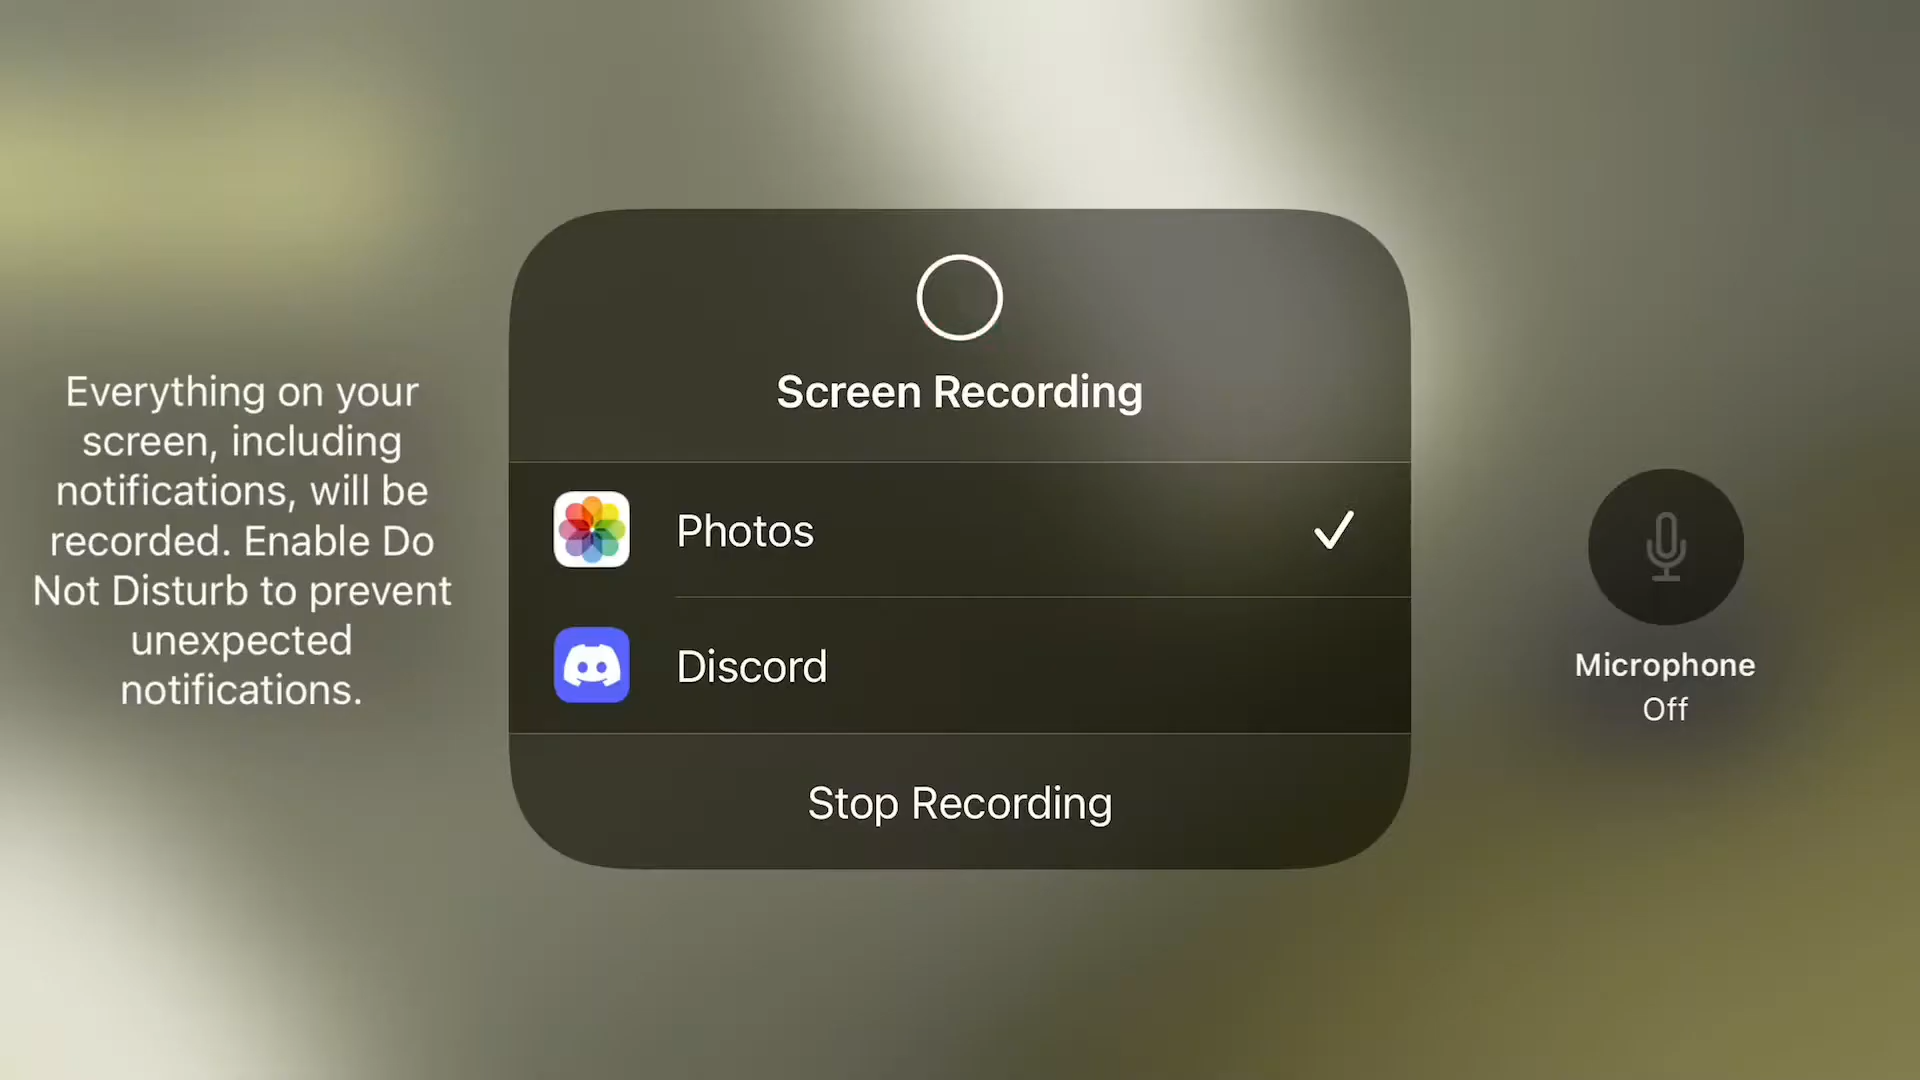 Everything on your
screen, including
notifications, will be
recorded. Enable Do
Not Disturb to prevent
unexpected
notifications.
Screen Recording
Photos
Discord
Stop Recording
Microphone
Off